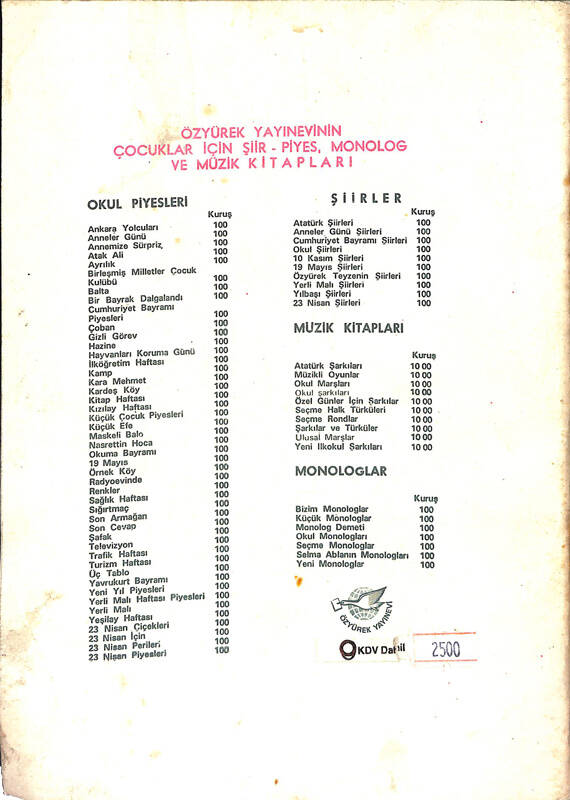 ÖZYÜREK YAYINEVİNİN
ÇOCUKLAR İÇİN ŞİİR - PİYES, MONOLOG
VE MÜZİK KİTAPLARI
OKUL PİYESLERİ
Kuruş
Ankara Yolcuları 100
Anneler Günü 100
Annemize Sürpriz, 100
Atak Ali 100
Ayrılık 100
Birleşmiş Milletler Çocuk
Kulübü 100
Balta 100
Bir Bayrak Dalgalandı 100
Cumhuriyet Bayramı
Piyesleri 100
Çoban 100
Gizli Görev 100
Hazine 100
Hayvanları Koruma Günü 100
İlköğretim Haftası 100
Kamp 100
Kara Mehmet 100
Kardeş Köy 100
Kitap Haftası 100
Kızılay Haftası 100
Küçük Çocuk Piyesleri 100
Küçük Efe 100
Maskeli Balo 100
Nasrettin Hoca 100
Okuma Bayramı 100
19 Mayıs 100
Örnek Köy 100
Radyoevinde 100
Renkler 100
Sağlık Haftası 100
Sığırtmaç 100
Son Armağan 100
Son Cevap 100
Şafak 100
Televizyon 100
Trafik Haftası 100
Turizm Haftası 100
Üç Tablo 100
Yavrukurt Bayramı 100
Yeni Yıl Piyesleri 100
Yerli Malı Haftası Piyesleri 100
Yerli Malı 100
Yeşilay Haftası 100
23 Nisan Çiçekleri 100
23 Nisan İçin 100
23 Nisan Perileri 100
23 Nişan Piyesleri 100
ŞİİRLER
Kuruş
Atatürk Şiirleri 100
Anneler Günü Şiirleri 100
Cumhuriyet Bayramı Şiirleri 100
Okul Şiirleri 100
10 Kasım Şiirleri 100
19 Mayıs Şiirleri 100
Özyürek Teyzenin Şiirleri 100
Yerli Malı Şiirleri 100
Yılbaşı Şiirleri 100
23 Nisan Şiirleri 100
MÜZİK KİTAPLARI
Kuruş
Atatürk Şarkıları 10 00
Müzikli Oyunlar 10 00
Okul Marşları 10 00
Okul şarkıları 10 00
Özel Günler İçin Şarkılar 10 00
Seçme Halk Türküleri 10 00
Seçme Rondlar 10 00
Şarkılar ve Türküler 10 00
Ulusal Marşlar 10 00
Yeni İlkokul Şarkıları 10 00
MONOLOGLAR
Kuruş
Bizim Monologlar 100
Küçük Monologlar 100
Monolog Demeti 100
Okul Monologları 100
Seçme Monologlar 100
Selma Ablanın Monologları 100
Yeni Monologlar 100
ÖZYÜREK YAYINEVİ
KDV Dahil 2500